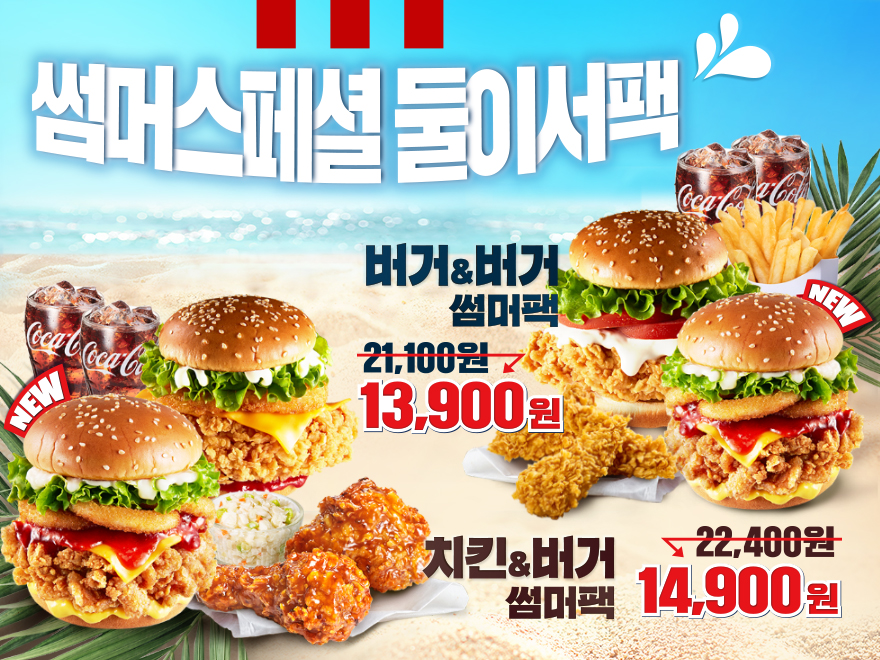 썸머스페셜 둘이서팩
버거&버거
썸머팩
21,100원
13,900원
NEW
Coca-Cola
Coca-Cola
NEW
Coca-Cola
Coca-Cola
치킨&버거
썸머팩
22,400원
14,900원